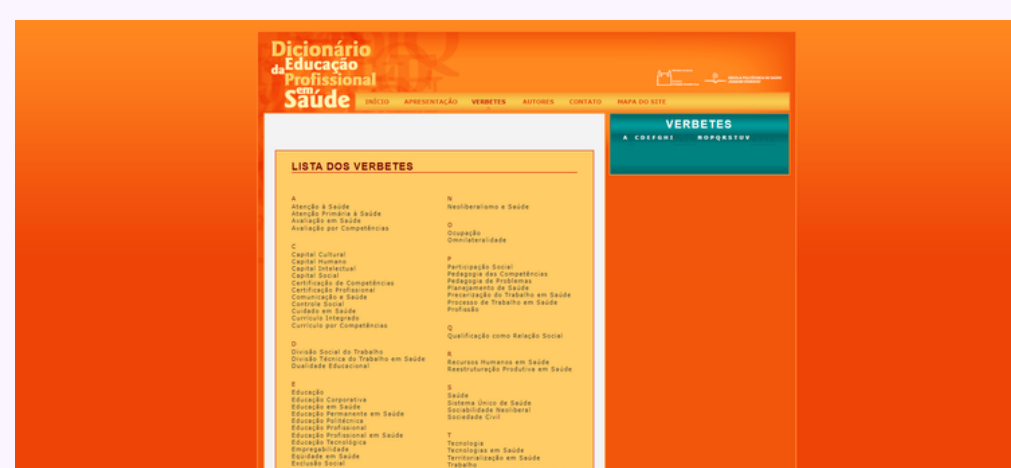 Dicionário
da Educação
Profissional
em
Saúde
INÍCIO APRESENTAÇÃO VERBETES AUTORES CONTATO MAPA DO SITE
VERBETES
A C D E F G H I N O P Q R S T U V
LISTA DOS VERBETES
A
Atenção à Saúde
Atenção Primária à Saúde
Avaliação em Saúde
Avaliação por Competências
C
Capital Cultural
Capital Humano
Capital Intelectual
Capital Social
Certificação de Competências
Certificação Profissional
Comunicação e Saúde
Controle Social
Cuidado em Saúde
Currículo Integrado
Currículo por Competências
D
Divisão Social do Trabalho
Divisão Técnica do Trabalho em Saúde
Dualidade Educacional
E
Educação
Educação Corporativa
Educação em Saúde
Educação Permanente em Saúde
Educação Politécnica
Educação Profissional
Educação Profissional em Saúde
Educação Tecnológica
Empregabilidade
Equidade em Saúde
Exclusão Social
N
Neoliberalismo e Saúde
O
Ocupação
Omnilateralidade
P
Participação Social
Pedagogia das Competências
Pedagogia de Problemas
Planejamento de Saúde
Precarização do Trabalho em Saúde
Processo de Trabalho em Saúde
Profissão
Q
Qualificação como Relação Social
R
Recursos Humanos em Saúde
Reestruturação Produtiva em Saúde
S
Saúde
Sistema Único de Saúde
Sociabilidade Neoliberal
Sociedade Civil
T
Tecnologia
Tecnologias em Saúde
Territorialização em Saúde
Trabalho